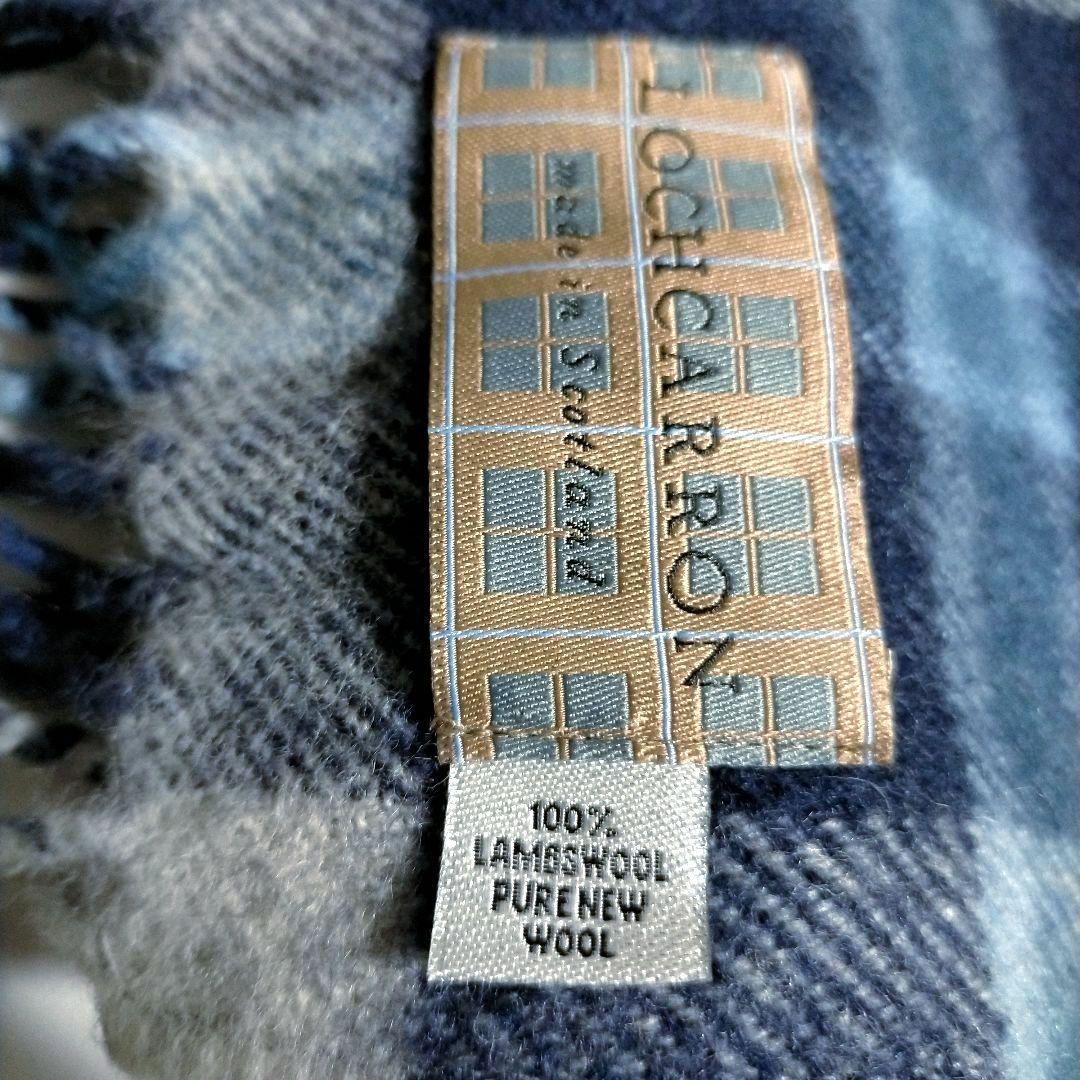 LOCHCARRON
made in Scotland
100%
LAMBSWOOL
PURE NEW
WOOL